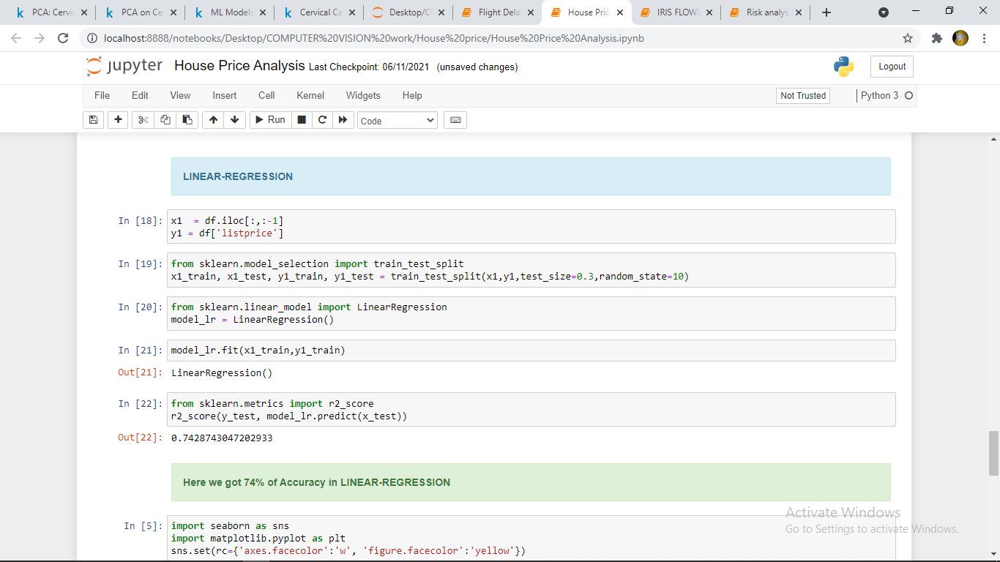 PCA: Cervi
PCA on Ce
ML Models
Cervical Ca
Desktop/C
Flight Dela
House Pric
IRIS FLOWE
Risk analys
localhost:8888/notebooks/Desktop/COMPUTER%20VISION%20work/House%20price/House%20Price%20Analysis.ipynb
jupyter House Price Analysis Last Checkpoint: 06/11/2021 (unsaved changes)
Logout
File Edit View Insert Cell Kernel Widgets Help
Not Trusted
Python 3
Run
Code
LINEAR-REGRESSION
In [18]: x1  = df.iloc[:,:-1]
y1 = df['listprice']
In [19]: from sklearn.model_selection import train_test_split
x1_train, x1_test, y1_train, y1_test = train_test_split(x1,y1,test_size=0.3,random_state=10)
In [20]: from sklearn.linear_model import LinearRegression
model_lr = LinearRegression()
In [21]: model_lr.fit(x1_train,y1_train)
Out[21]: LinearRegression()
In [22]: from sklearn.metrics import r2_score
r2_score(y_test, model_lr.predict(x_test))
Out[22]: 0.7428743047202933
Here we got 74% of Accuracy in LINEAR-REGRESSION
In [5]: import seaborn as sns
import matplotlib.pyplot as plt
sns.set(rc={'axes.facecolor':'w', 'figure.facecolor':'yellow'})
Activate Windows
Go to Settings to activate Windows.